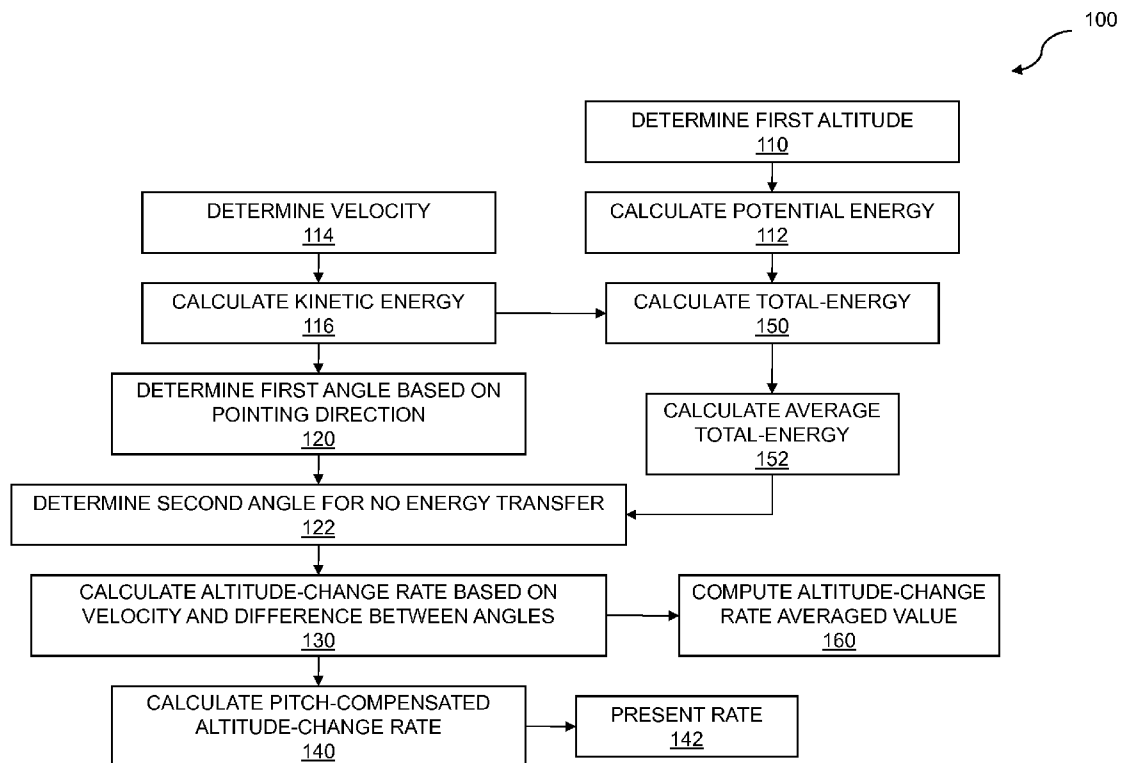 100
DETERMINE FIRST ALTITUDE
110
DETERMINE VELOCITY
114
CALCULATE POTENTIAL ENERGY
112
CALCULATE KINETIC ENERGY
116
CALCULATE TOTAL-ENERGY
150
DETERMINE FIRST ANGLE BASED ON
POINTING DIRECTION
120
CALCULATE AVERAGE
TOTAL-ENERGY
152
DETERMINE SECOND ANGLE FOR NO ENERGY TRANSFER
122
CALCULATE ALTITUDE-CHANGE RATE BASED ON
VELOCITY AND DIFFERENCE BETWEEN ANGLES
130
COMPUTE ALTITUDE-CHANGE
RATE AVERAGED VALUE
160
CALCULATE PITCH-COMPENSATED
ALTITUDE-CHANGE RATE
140
PRESENT RATE
142